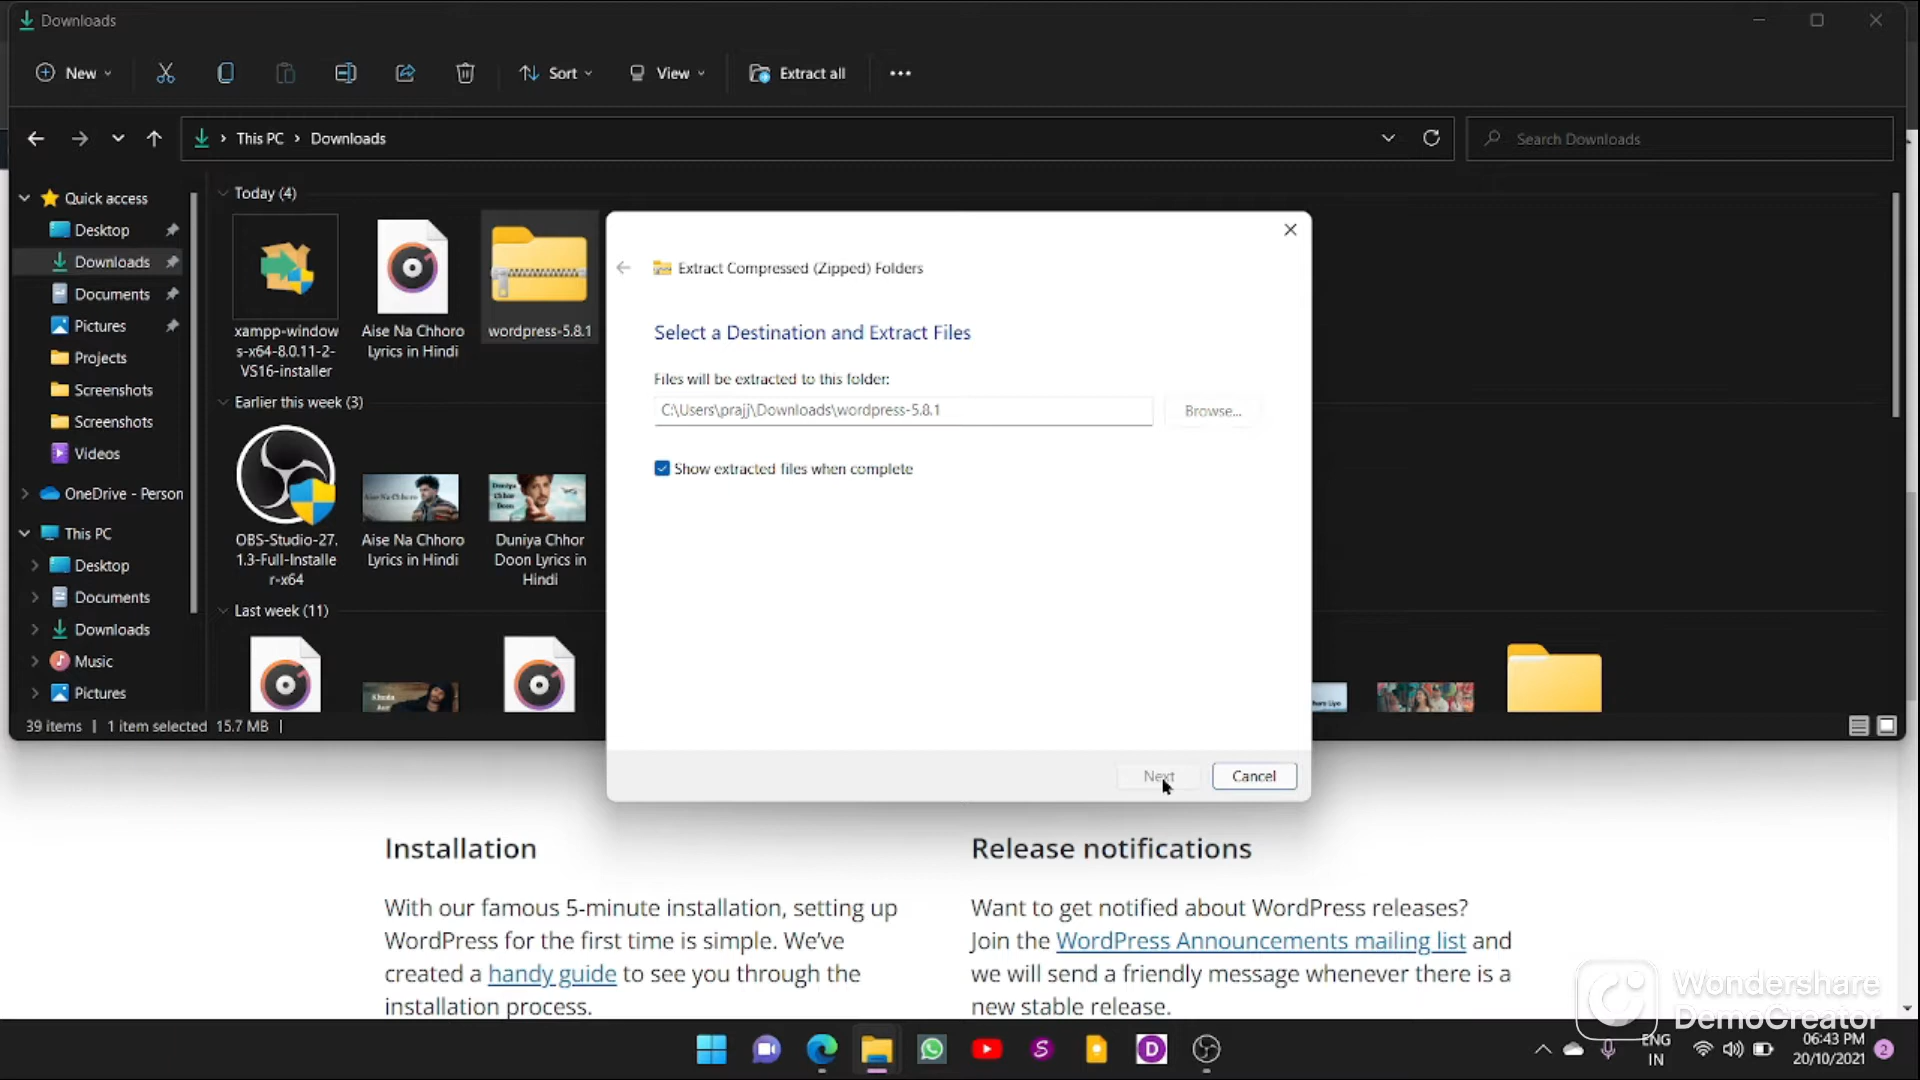 Downloads
New
Sort
View
Extract all
This PC
Downloads
Search Downloads
Quick access
Desktop
Downloads
Documents
Pictures
Projects
Screenshots
Screenshots
Videos
OneDrive - Person
This PC
Desktop
Documents
Downloads
Music
Pictures
Today (4)
xampp-window
s-x64-8.0.11-2-
VS16-installer
Aise Na Chhoro
Lyrics in Hindi
wordpress-5.8.1
Earlier this week (3)
OBS-Studio-27.
1.3-Full-Installe
r-x64
Aise Na Chhoro
Aise Na Chhoro
Lyrics in Hindi
Duniya
Chhor
Doon
Duniya Chhor
Doon Lyrics in
Hindi
Last week (11)
39 items
1 item selected
15.7 MB
Extract Compressed (Zipped) Folders
Select a Destination and Extract Files
Files will be extracted to this folder:
C:\Users\prajj\Downloads\wordpress-5.8.1
Browse...
Show extracted files when complete
Next
Cancel
Installation
With our famous 5-minute installation, setting up
WordPress for the first time is simple. We've
created a handy guide to see you through the
installation process.
Release notifications
Want to get notified about WordPress releases?
Join the WordPress Announcements mailing list and
we will send a friendly message whenever there is a
new stable release.
Wondershare
DemoCreator
ENG
IN
06:43 PM
20/10/2021
2